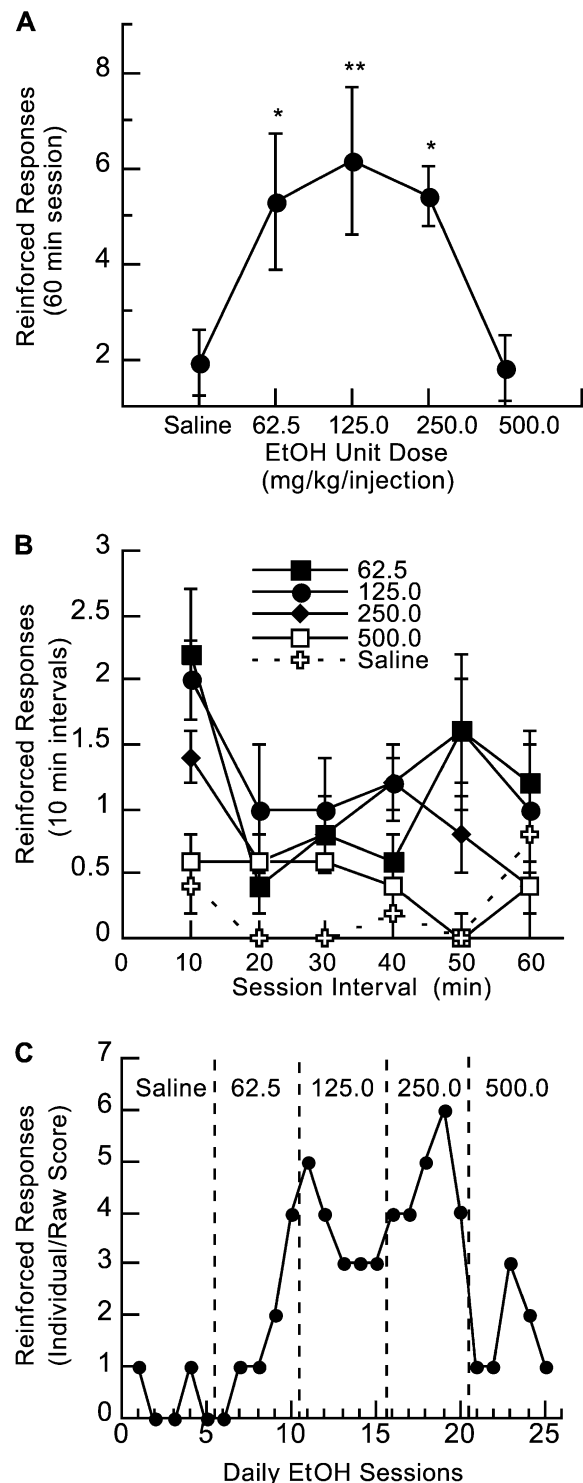 A
Reinforced Responses
(60 min session)
8
6
4
2
*
**
*
Saline 62.5 125.0 250.0 500.0
EtOH Unit Dose
(mg/kg/injection)
B
Reinforced Responses
(10 min intervals)
3
2.5
2
1.5
1
0.5
0
62.5
125.0
250.0
500.0
Saline
0 10 20 30 40 50 60
Session Interval (min)
C
Reinforced Responses
(Individual/Raw Score)
7
6
5
4
3
2
1
0
Saline 62.5 125.0 250.0 500.0
0 5 10 15 20 25
Daily EtOH Sessions